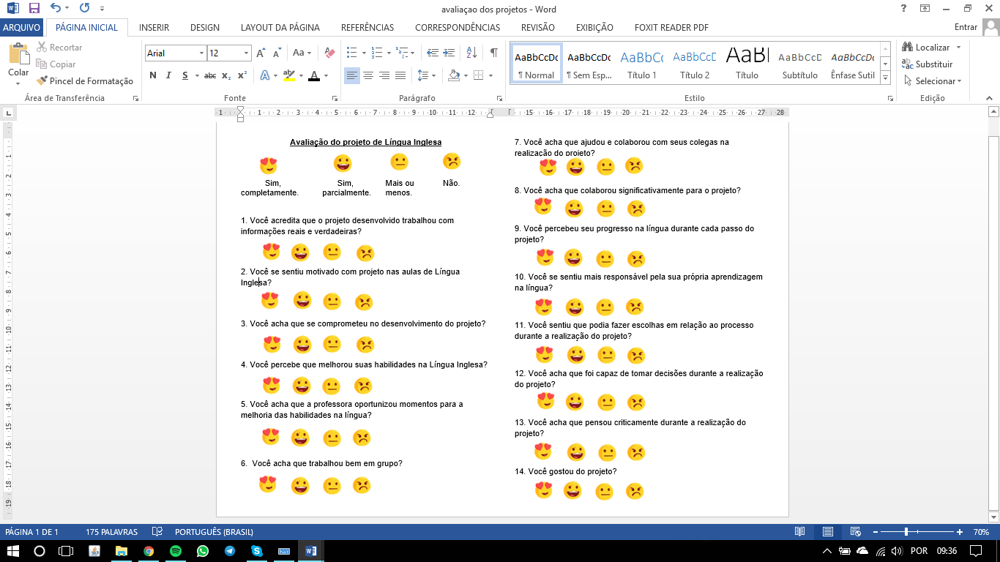 avaliaçao dos projetos - Word
?
ARQUIVO
PÁGINA INICIAL
INSERIR
DESIGN
LAYOUT DA PÁGINA
REFERÊNCIAS
CORRESPONDÊNCIAS
REVISÃO
EXIBIÇÃO
FOXIT READER PDF
Entrar
Colar
Recortar
Copiar
Pincel de Formatação
Área de Transferência
Arial
12
N I S abc x₂ x²
Fonte
Parágrafo
AaBbCcDc
¶ Normal
AaBbCcDc
¶ Sem Esp...
AaBbCc
Título 1
AaBbCcD
Título 2
AaBl
Título
AaBbCcD
Subtítulo
AaBbCcDc
Ênfase Sutil
Estilo
Localizar
Substituir
Selecionar
Edição
Avaliação do projeto de Língua Inglesa
Sim, completamente.
Sim, parcialmente.
Mais ou menos.
Não.
1. Você acredita que o projeto desenvolvido trabalhou com
informações reais e verdadeiras?
2. Você se sentiu motivado com projeto nas aulas de Língua
Inglesa?
3. Você acha que se comprometeu no desenvolvimento do projeto?
4. Você percebe que melhorou suas habilidades na Língua Inglesa?
5. Você acha que a professora oportunizou momentos para a
melhoria das habilidades na língua?
6.  Você acha que trabalhou bem em grupo?
7. Você acha que ajudou e colaborou com seus colegas na
realização do projeto?
8. Você acha que colaborou significativamente para o projeto?
9. Você percebeu seu progresso na língua durante cada passo do
projeto?
10. Você se sentiu mais responsável pela sua própria aprendizagem
na língua?
11. Você sentiu que podia fazer escolhas em relação ao processo
durante a realização do projeto?
12. Você acha que foi capaz de tomar decisões durante a realização
do projeto?
13. Você acha que pensou criticamente durante a realização do
projeto?
14. Você gostou do projeto?
PÁGINA 1 DE 1
175 PALAVRAS
PORTUGUÊS (BRASIL)
70%
POR
09:36